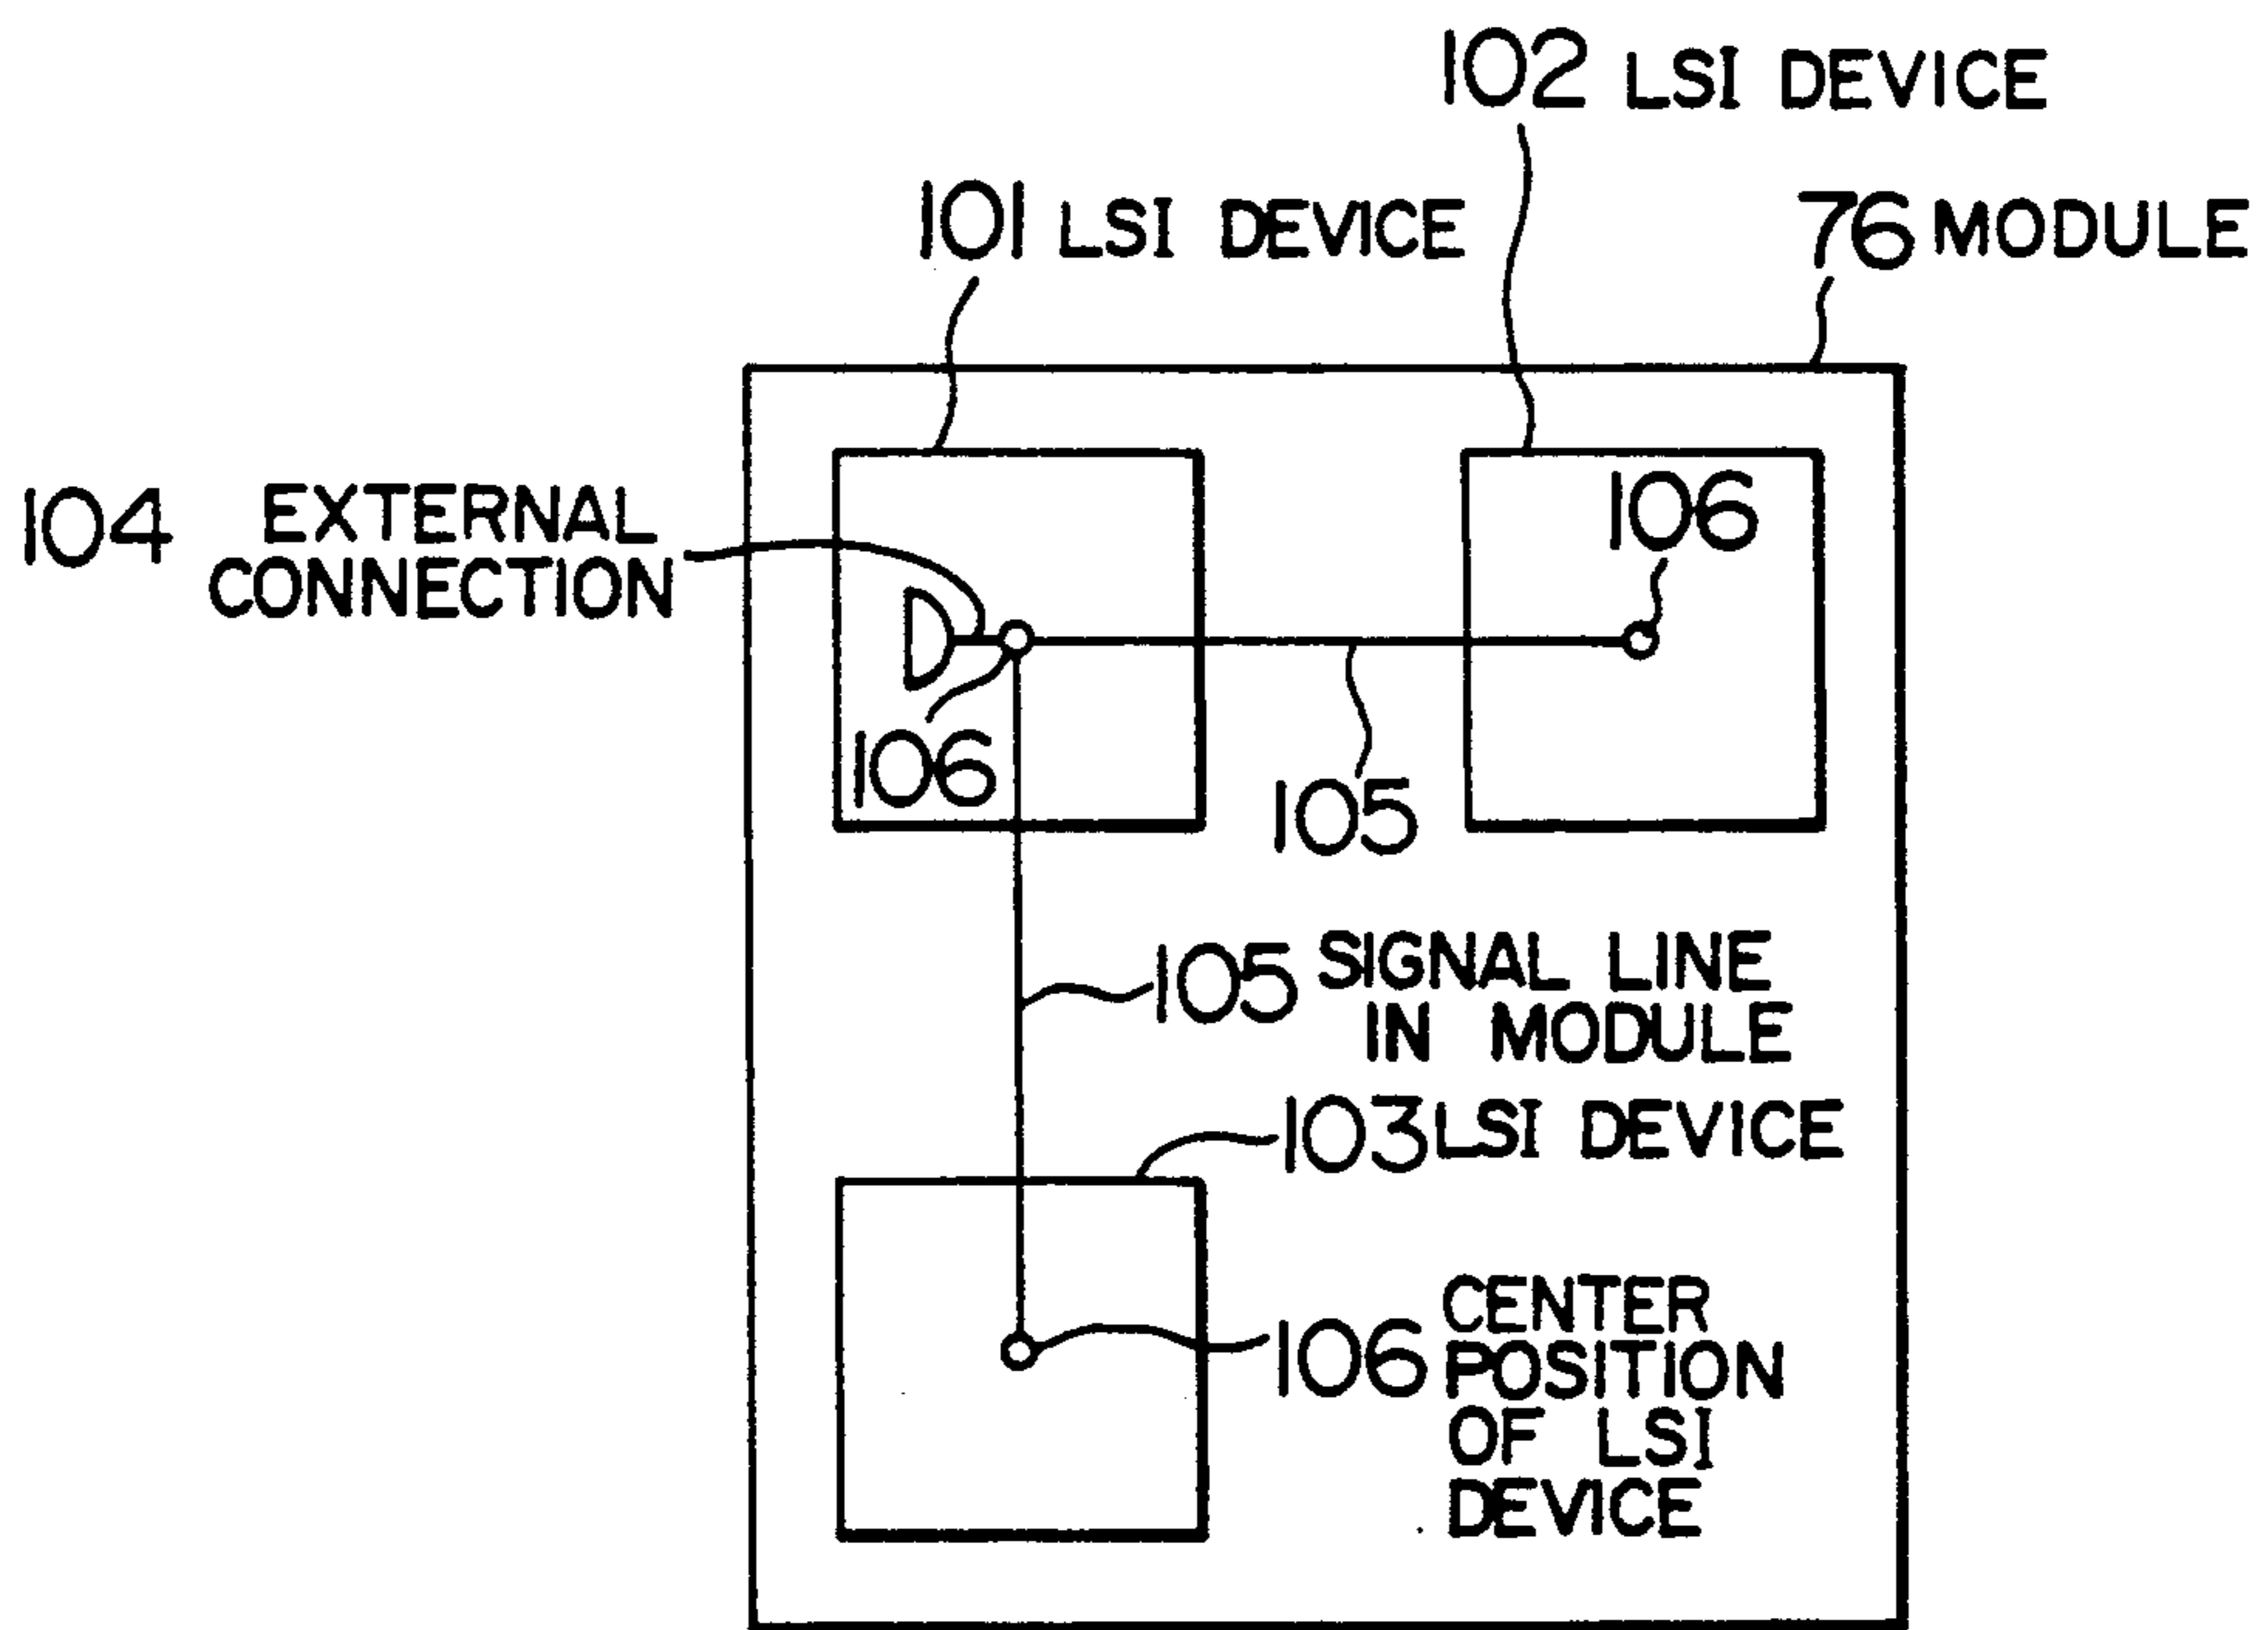 102 LSI DEVICE
101 LSI DEVICE
76 MODULE
104 EXTERNAL
CONNECTION
106
106
105
105 SIGNAL LINE
IN MODULE
103 LSI DEVICE
106 CENTER
POSITION
OF LSI
DEVICE